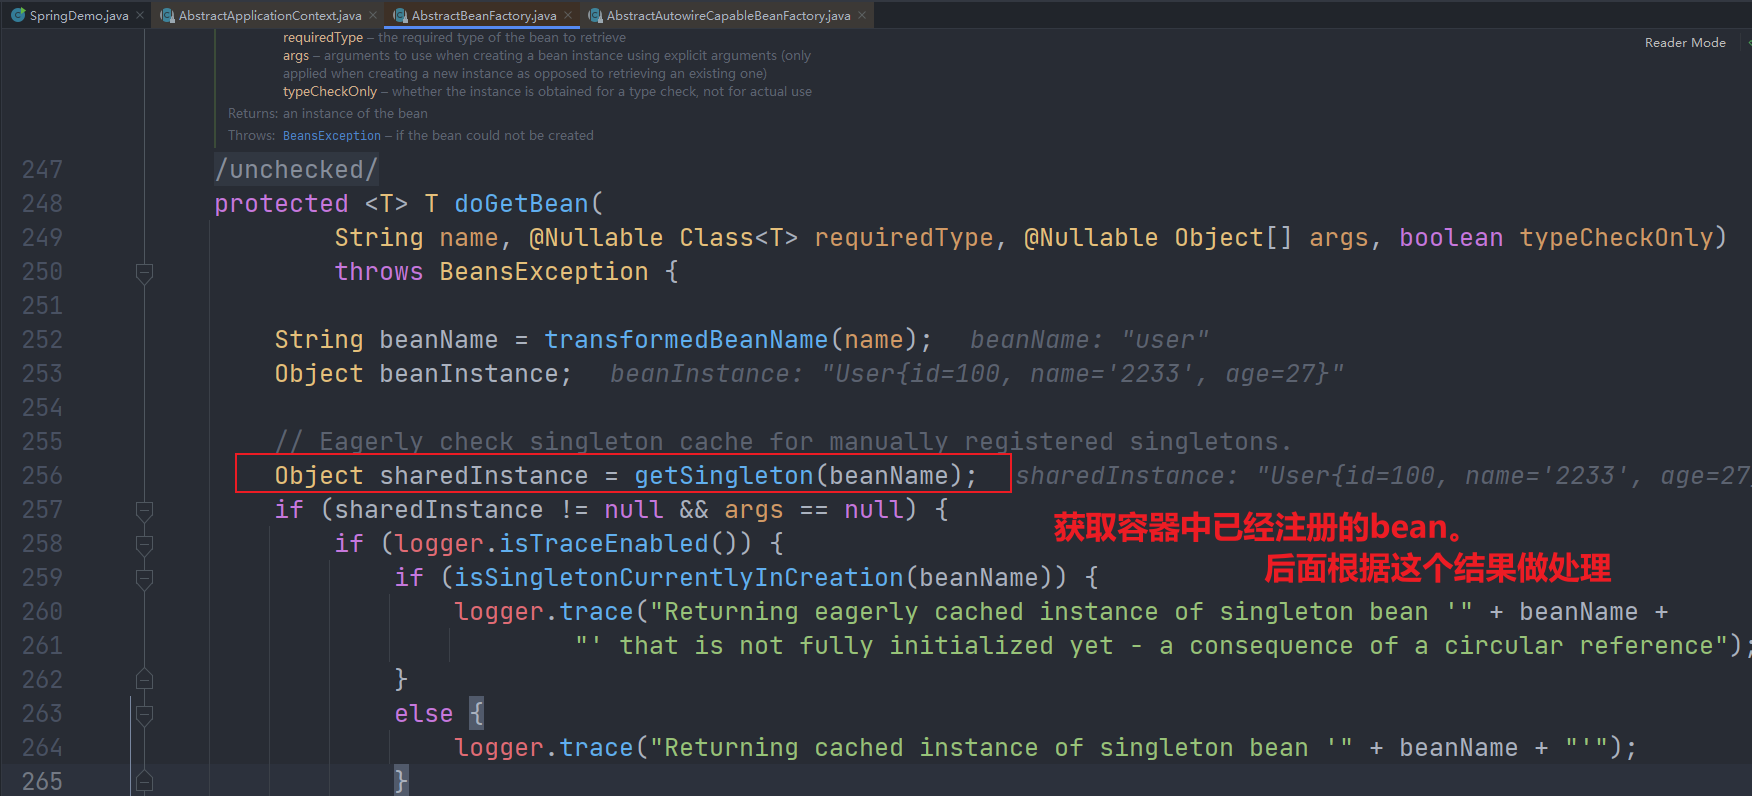 SpringDemo.java × AbstractApplicationContext.java × AbstractBeanFactory.java × AbstractAutowireCapableBeanFactory.java ×
requiredType – the required type of the bean to retrieve
Reader Mode
args – arguments to use when creating a bean instance using explicit arguments (only
applied when creating a new instance as opposed to retrieving an existing one)
typeCheckOnly – whether the instance is obtained for a type check, not for actual use
Returns: an instance of the bean
Throws: BeansException – if the bean could not be created
247 /unchecked/
248 protected <T> T doGetBean(
249 String name, @Nullable Class<T> requiredType, @Nullable Object[] args, boolean typeCheckOnly)
250 throws BeansException {
251
252 String beanName = transformedBeanName(name); beanName: "user"
253 Object beanInstance; beanInstance: "User{id=100, name='2233', age=27}"
254
255 // Eagerly check singleton cache for manually registered singletons.
256 Object sharedInstance = getSingleton(beanName); sharedInstance: "User{id=100, name='2233', age=27
257 if (sharedInstance != null && args == null) {
获取容器中已经注册的bean。
258 if (logger.isTraceEnabled()) {
后面根据这个结果做处理
259 if (isSingletonCurrentlyInCreation(beanName)) {
260 logger.trace("Returning eagerly cached instance of singleton bean '" + beanName +
261 "' that is not fully initialized yet - a consequence of a circular reference");
262 }
263 else {
264 logger.trace("Returning cached instance of singleton bean '" + beanName + "'");
265 }